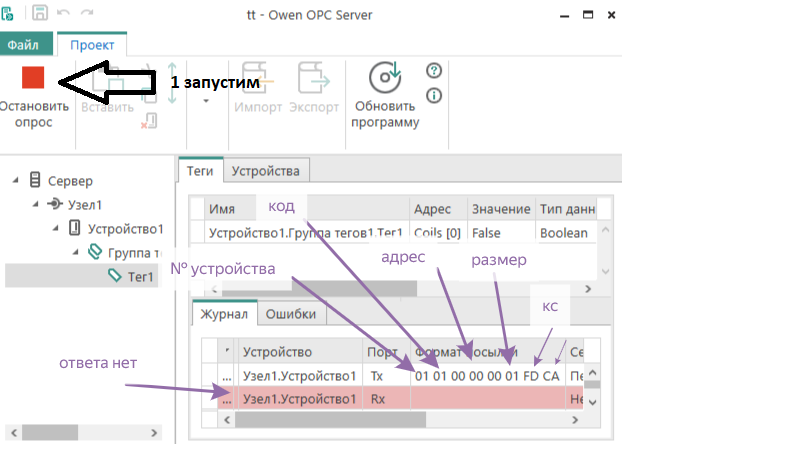 tt - Owen OPC Server
Файл Проект
1 запустим
Остановить опрос
Вставить
Импорт Экспорт
Обновить программу
Теги Устройства
Сервер
Узел1
Устройство1
Группа т
Тег1
код
Имя Адрес Значение Тип данн
Устройство1.Группа тегов1.Тег1 Coils [0] False Boolean
№ устройства
адрес
размер
кс
Журнал Ошибки
ответа нет
Устройство Порт Формат посылки Се
... Узел1.Устройство1 Tx 01 01 00 00 00 01 FD CA Пе
... Узел1.Устройство1 Rx Не